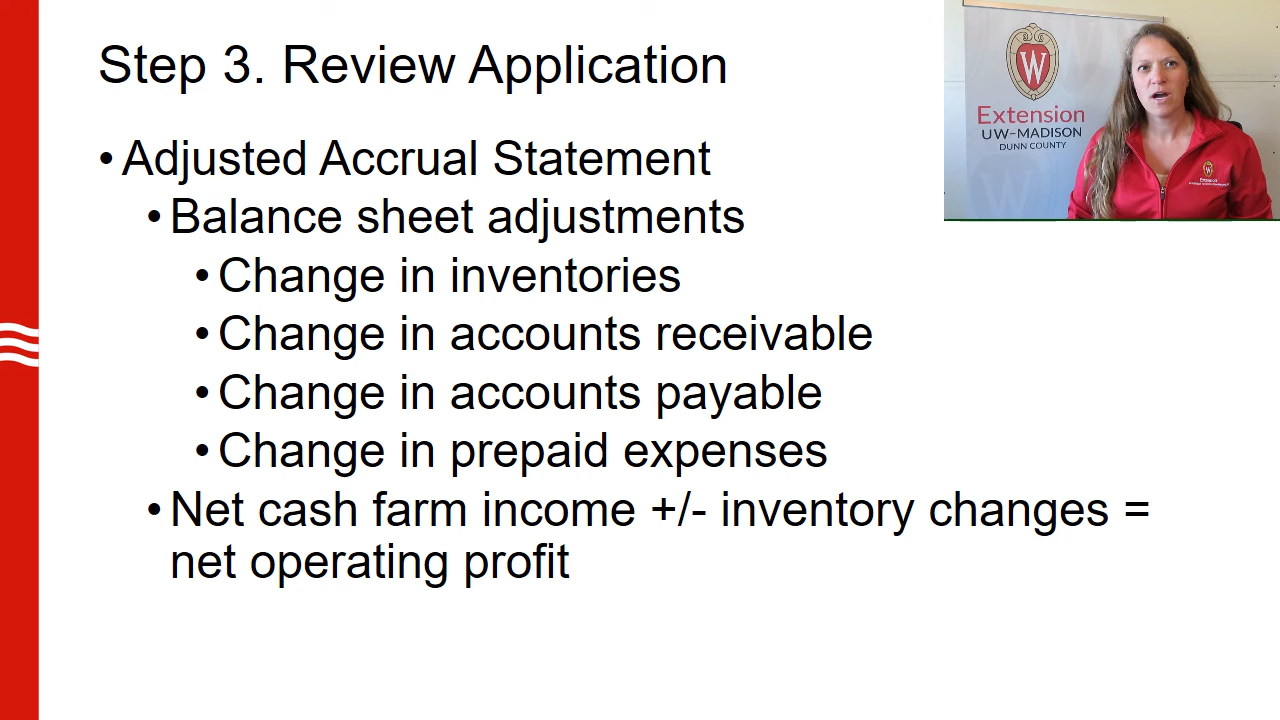 Step 3. Review Application
• Adjusted Accrual Statement
• Balance sheet adjustments
• Change in inventories
• Change in accounts receivable
• Change in accounts payable
• Change in prepaid expenses
• Net cash farm income +/- inventory changes =
net operating profit
W
Extension
UW-MADISON
DUNN COUNTY
W
Extension